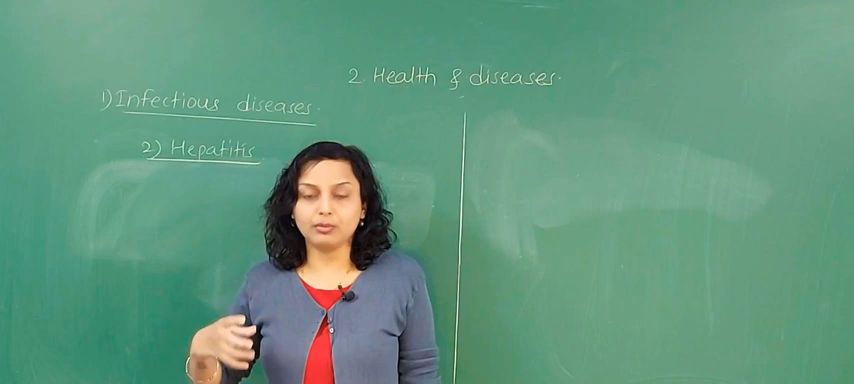 2. Health & diseases.
1) Infectious diseases.
2) Hepatitis